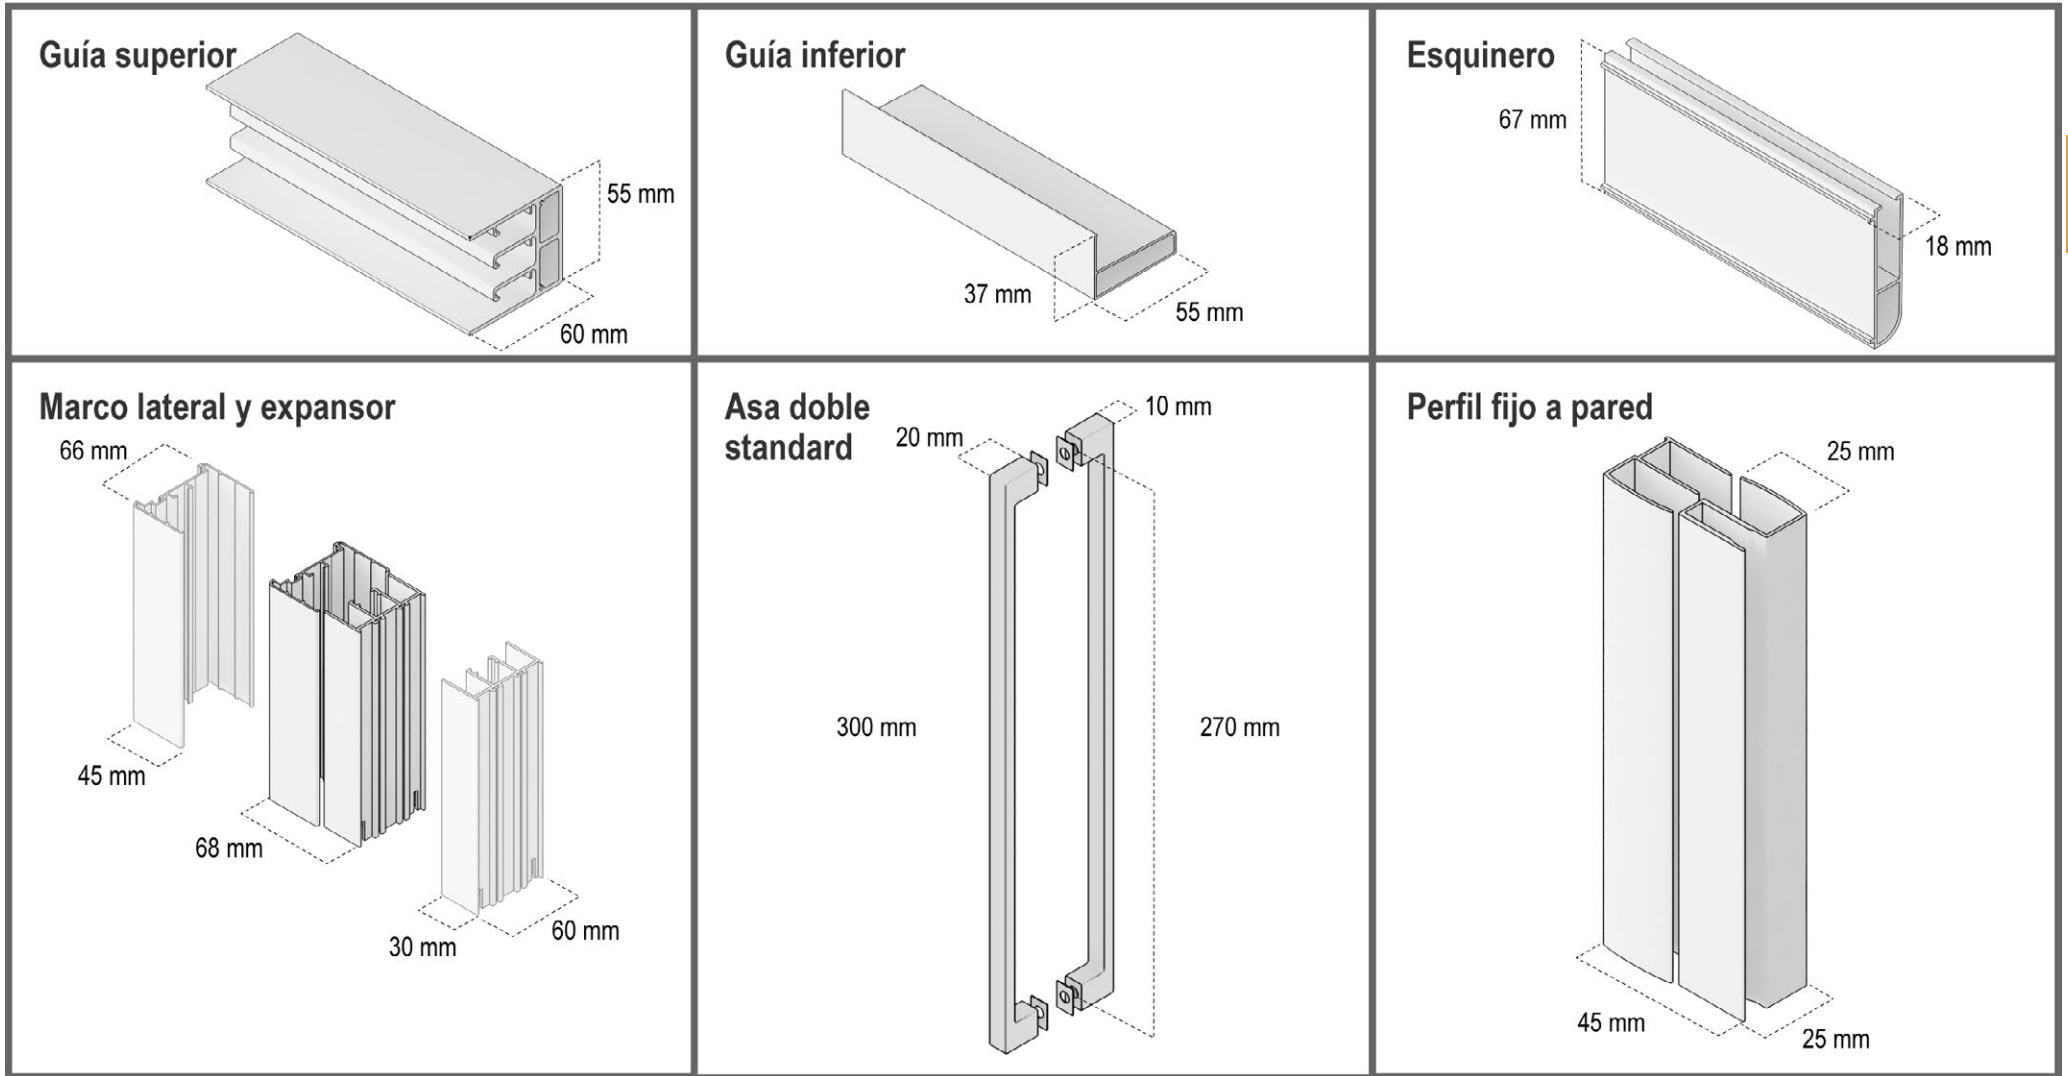 Guía superior
55 mm
60 mm
Guía inferior
37 mm
55 mm
Esquinero
67 mm
18 mm
Marco lateral y expansor
66 mm
45 mm
68 mm
30 mm
60 mm
Asa doble
standard
20 mm
10 mm
300 mm
270 mm
Perfil fijo a pared
25 mm
45 mm
25 mm